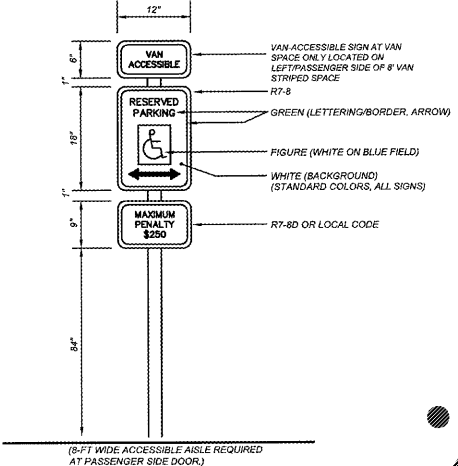 12"
VAN
ACCESSIBLE
6"
VAN-ACCESSIBLE SIGN AT VAN
SPACE ONLY LOCATED ON
LEFT/PASSENGER SIDE OF 8' VAN
STRIPED SPACE
1"
R7-8
RESERVED
PARKING
GREEN (LETTERING/BORDER, ARROW)
18"
FIGURE (WHITE ON BLUE FIELD)
WHITE (BACKGROUND)
(STANDARD COLORS, ALL SIGNS)
1"
MAXIMUM
PENALTY
$250
9"
R7-8D OR LOCAL CODE
84"
(8-FT WIDE ACCESSIBLE AISLE REQUIRED
AT PASSENGER SIDE DOOR.)